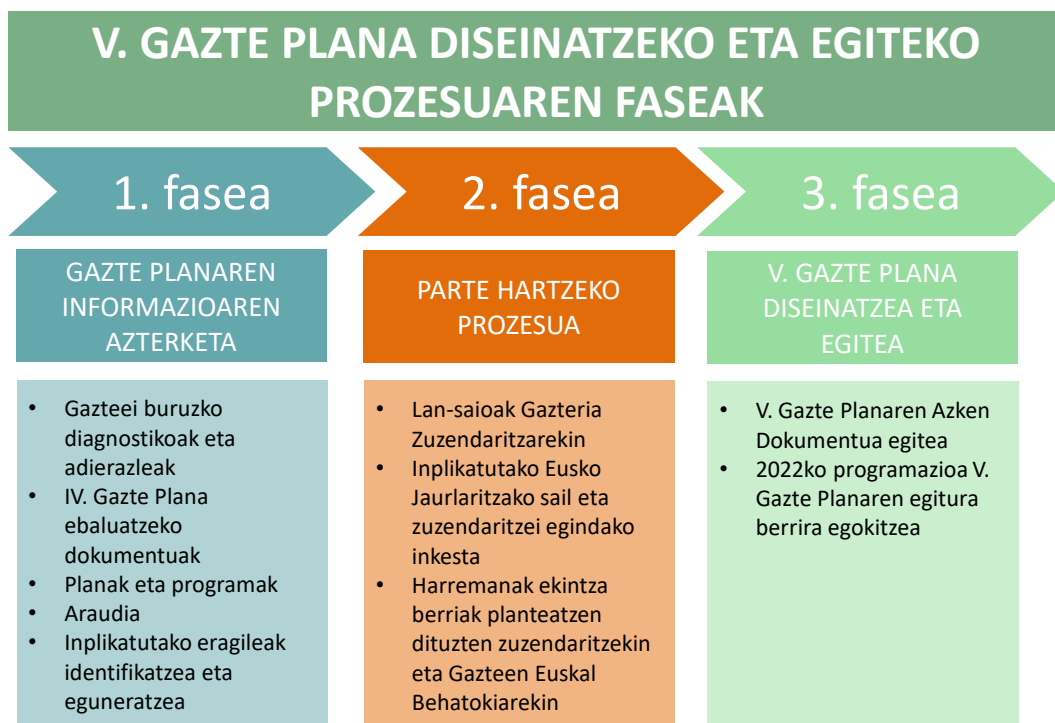 V. GAZTE PLANA DISEINATZEKO ETA EGITEKO
PROZESUAREN FASEAK
1. fasea
2. fasea
3. fasea
GAZTE PLANAREN
INFORMAZIOAREN
AZTERKETA
PARTE HARTZEKO
PROZESUA
V. GAZTE PLANA
DISEINATZEA ETA
EGITEA
• Gazteei buruzko
diagnostikoak eta
adierazleak
• IV. Gazte Plana
ebaluatzeko
dokumentuak
• Planak eta programak
• Araudia
• Inplikatutako eragileak
identifikatzea eta
eguneratzea
• Lan-saioak Gazteria
Zuzendaritzarekin
• Inplikatutako Eusko
Jaurlaritzako sail eta
zuzendaritzei egindako
inkesta
• Harremanak ekintza
berriak planteatzen
dituzten zuzendaritzekin
eta Gazteen Euskal
Behatokiarekin
• V. Gazte Planaren Azken
Dokumentua egitea
• 2022ko programazioa V.
Gazte Planaren egitura
berrira egokitzea